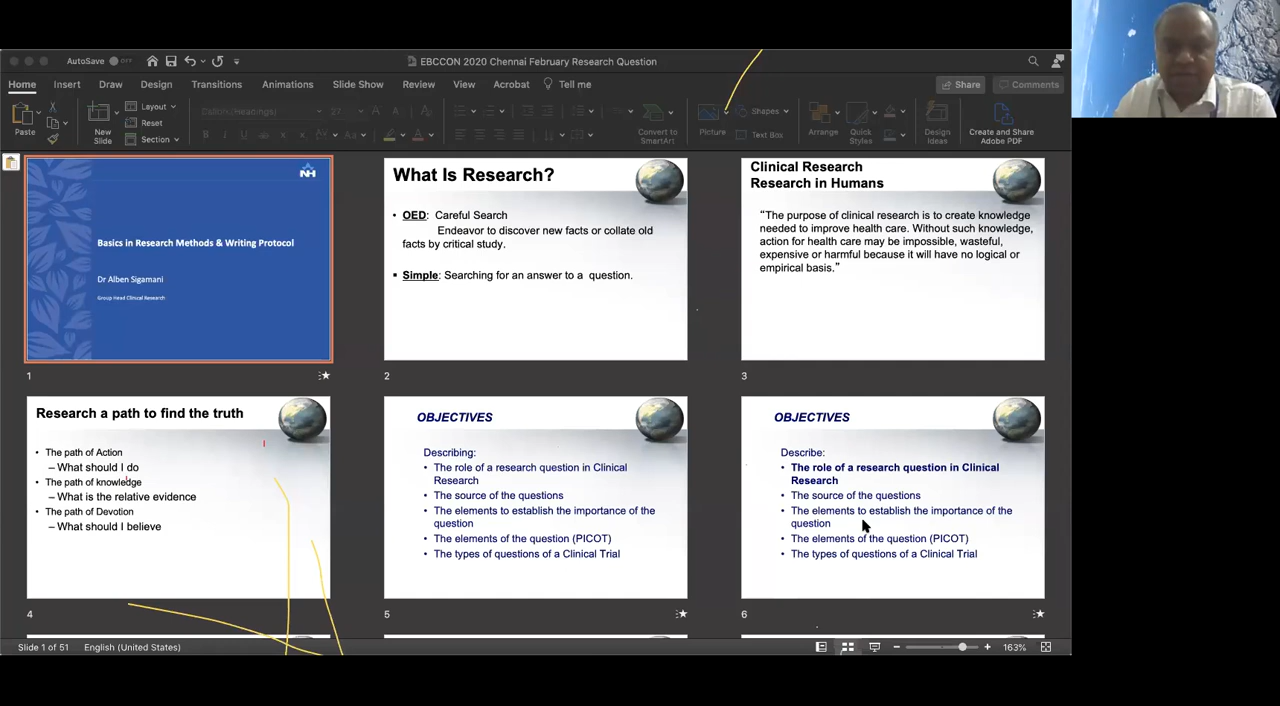 AutoSave
OFF
EBCCON 2020 Chennai February Research Question
Home Insert Draw Design Transitions Animations Slide Show Review View Acrobat Tell me
Share
Comments
Paste
New
Slide
Layout
Reset
Section
Convert to
SmartArt
Picture
Shapes
Text Box
Arrange
Quick
Styles
Design
Ideas
Create and Share
Adobe PDF
NH
Basics in Research Methods & Writing Protocol
Dr Alben Sigamani
Group Head Clinical Research
1
What Is Research?
• OED: Careful Search
Endeavor to discover new facts or collate old
facts by critical study.
▪ Simple: Searching for an answer to a question.
2
Clinical Research
Research in Humans
“The purpose of clinical research is to create knowledge
needed to improve health care. Without such knowledge,
action for health care may be impossible, wasteful,
expensive or harmful because it will have no logical or
empirical basis.”
3
Research a path to find the truth
• The path of Action
– What should I do
• The path of knowledge
– What is the relative evidence
• The path of Devotion
– What should I believe
4
OBJECTIVES
Describing:
• The role of a research question in Clinical
Research
• The source of the questions
• The elements to establish the importance of the
question
• The elements of the question (PICOT)
• The types of questions of a Clinical Trial
5
OBJECTIVES
Describe:
• The role of a research question in Clinical
Research
• The source of the questions
• The elements to establish the importance of the
question
• The elements of the question (PICOT)
• The types of questions of a Clinical Trial
6
Slide 1 of 51 English (United States)
163%